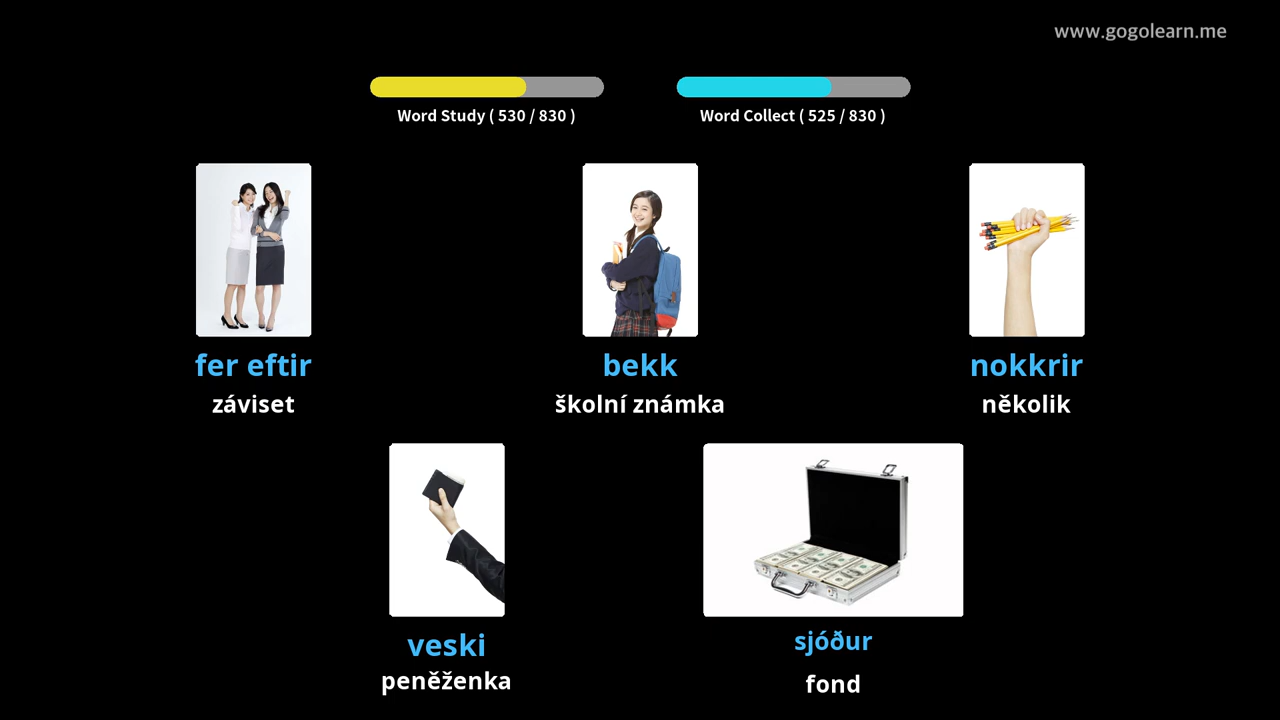 www.gogolearn.me
Word Study ( 530 / 830 )
Word Collect ( 525 / 830 )
fer eftir
záviset
bekk
školní známka
nokkrir
několik
veski
peněženka
sjóður
fond